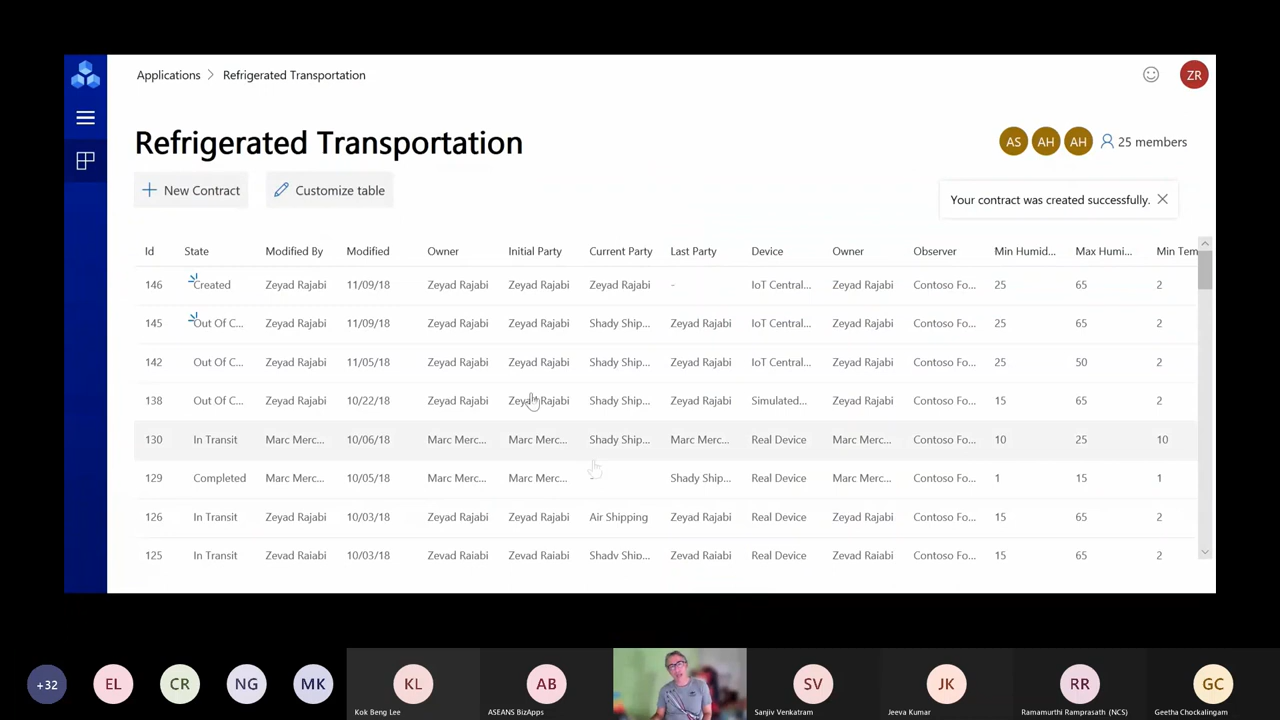 Applications > Refrigerated Transportation
ZR
Refrigerated Transportation
AS AH AH 25 members
New Contract Customize table
Your contract was created successfully.
Id State Modified By Modified Owner Initial Party Current Party Last Party Device Owner Observer Min Humid... Max Humi... Min Tem
146 Created Zeyad Rajabi 11/09/18 Zeyad Rajabi Zeyad Rajabi Zeyad Rajabi - IoT Central... Zeyad Rajabi Contoso Fo... 25 65 2
145 Out Of C... Zeyad Rajabi 11/09/18 Zeyad Rajabi Zeyad Rajabi Shady Ship... Zeyad Rajabi IoT Central... Zeyad Rajabi Contoso Fo... 25 65 2
142 Out Of C... Zeyad Rajabi 11/05/18 Zeyad Rajabi Zeyad Rajabi Shady Ship... Zeyad Rajabi IoT Central... Zeyad Rajabi Contoso Fo... 25 50 2
138 Out Of C... Zeyad Rajabi 10/22/18 Zeyad Rajabi Zeyad Rajabi Shady Ship... Zeyad Rajabi Simulated... Zeyad Rajabi Contoso Fo... 15 65 2
130 In Transit Marc Merc... 10/06/18 Marc Merc... Marc Merc... Shady Ship... Marc Merc... Real Device Marc Merc... Contoso Fo... 10 25 10
129 Completed Marc Merc... 10/05/18 Marc Merc... Marc Merc... - Shady Ship... Real Device Marc Merc... Contoso Fo... 1 15 1
126 In Transit Zeyad Rajabi 10/03/18 Zeyad Rajabi Zeyad Rajabi Air Shipping Zeyad Rajabi Real Device Zeyad Rajabi Contoso Fo... 15 65 2
125 In Transit Zeyad Rajabi 10/03/18 Zeyad Rajabi Zeyad Rajabi Shady Ship... Zeyad Rajabi Real Device Zeyad Rajabi Contoso Fo... 15 65 2
+32 EL CR NG MK KL AB SV JK RR GC
Kok Beng Lee ASEANS BizApps Sanjiv Venkatram Jeeva Kumar Ramamurthi Ramprasath (NCS) Geetha Chockalingam